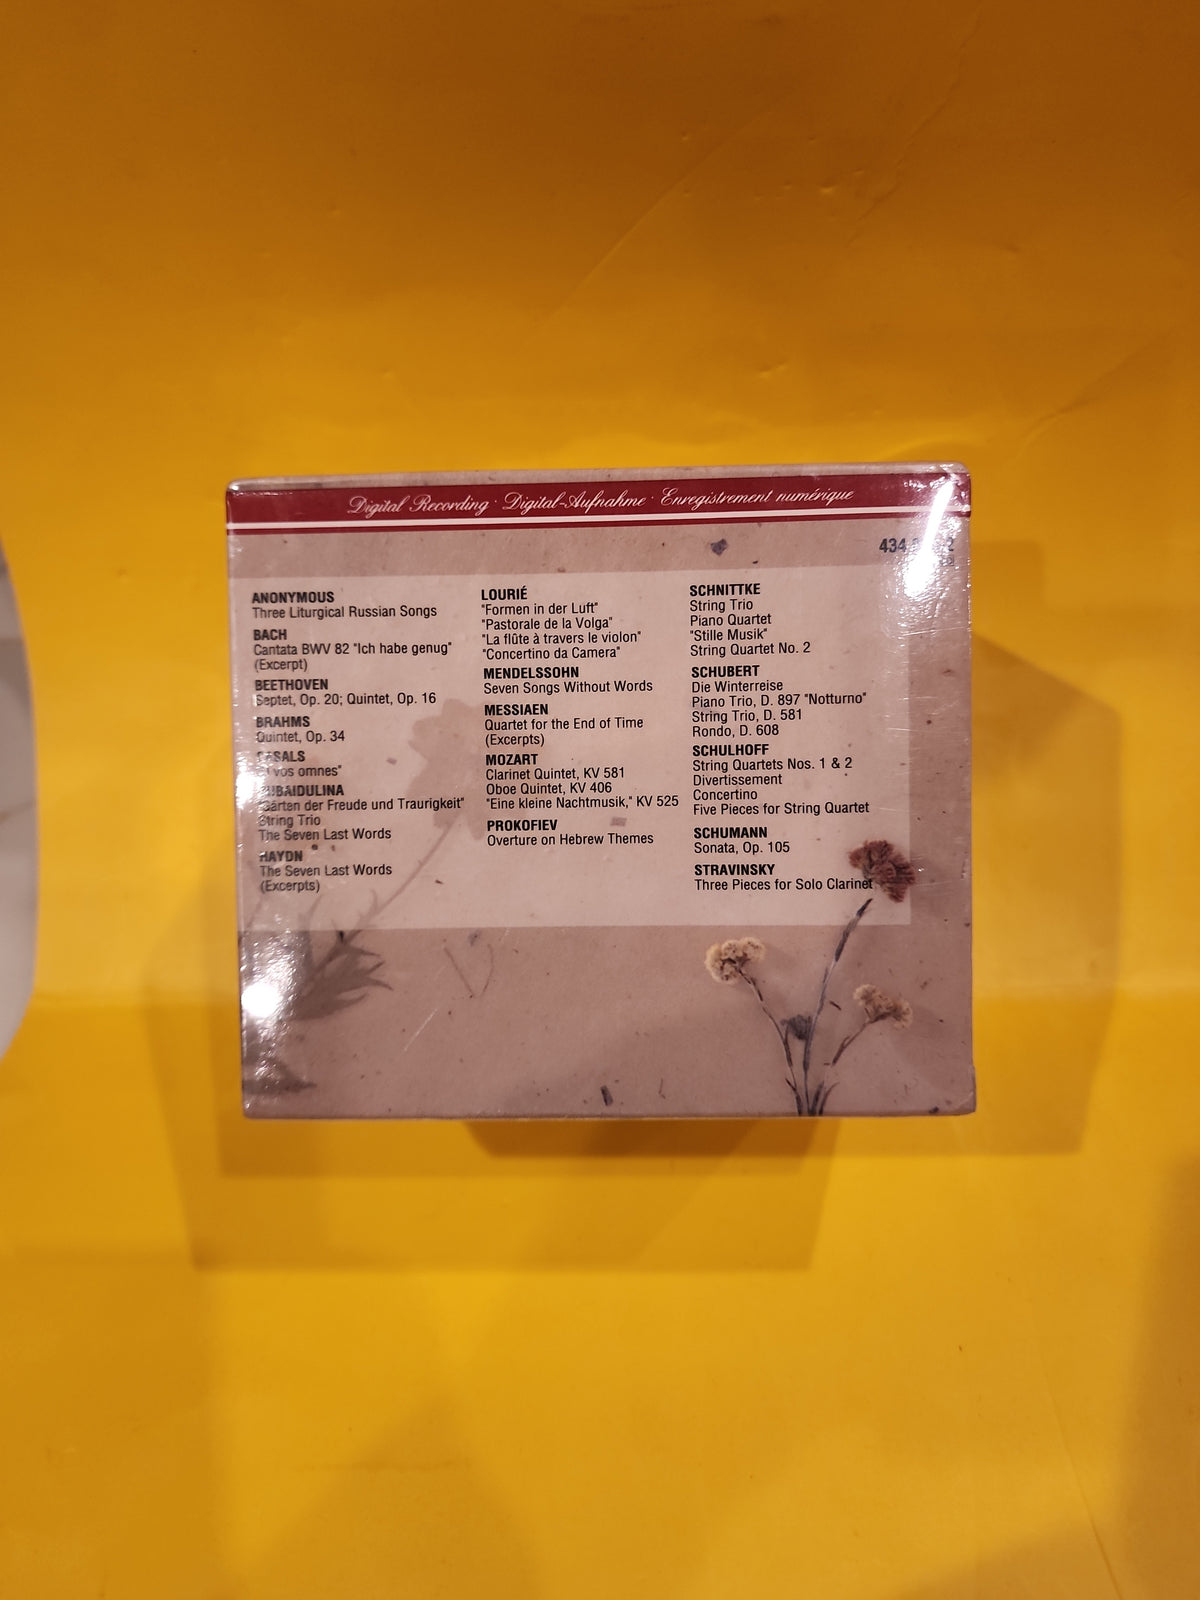 Digital Recording · Digital-Aufnahme · Enregistrement numérique
434
ANONYMOUS
Three Liturgical Russian Songs
BACH
Cantata BWV 82 "Ich habe genug"
(Excerpt)
BEETHOVEN
Septet, Op. 20; Quintet, Op. 16
BRAHMS
Quintet, Op. 34
CASALS
vos omnes"
GUBAIDULINA
"Gärten der Freude und Traurigkeit"
String Trio
The Seven Last Words
HAYDN
The Seven Last Words
(Excerpts)
LOURIÉ
"Formen in der Luft"
"Pastorale de la Volga"
"La flûte à travers le violon"
"Concertino da Camera"
MENDELSSOHN
Seven Songs Without Words
MESSIAEN
Quartet for the End of Time
(Excerpts)
MOZART
Clarinet Quintet, KV 581
Oboe Quintet, KV 406
"Eine kleine Nachtmusik," KV 525
PROKOFIEV
Overture on Hebrew Themes
SCHNITTKE
String Trio
Piano Quartet
"Stille Musik"
String Quartet No. 2
SCHUBERT
Die Winterreise
Piano Trio, D. 897 "Notturno"
String Trio, D. 581
Rondo, D. 608
SCHULHOFF
String Quartets Nos. 1 & 2
Divertissement
Concertino
Five Pieces for String Quartet
SCHUMANN
Sonata, Op. 105
STRAVINSKY
Three Pieces for Solo Clarinet